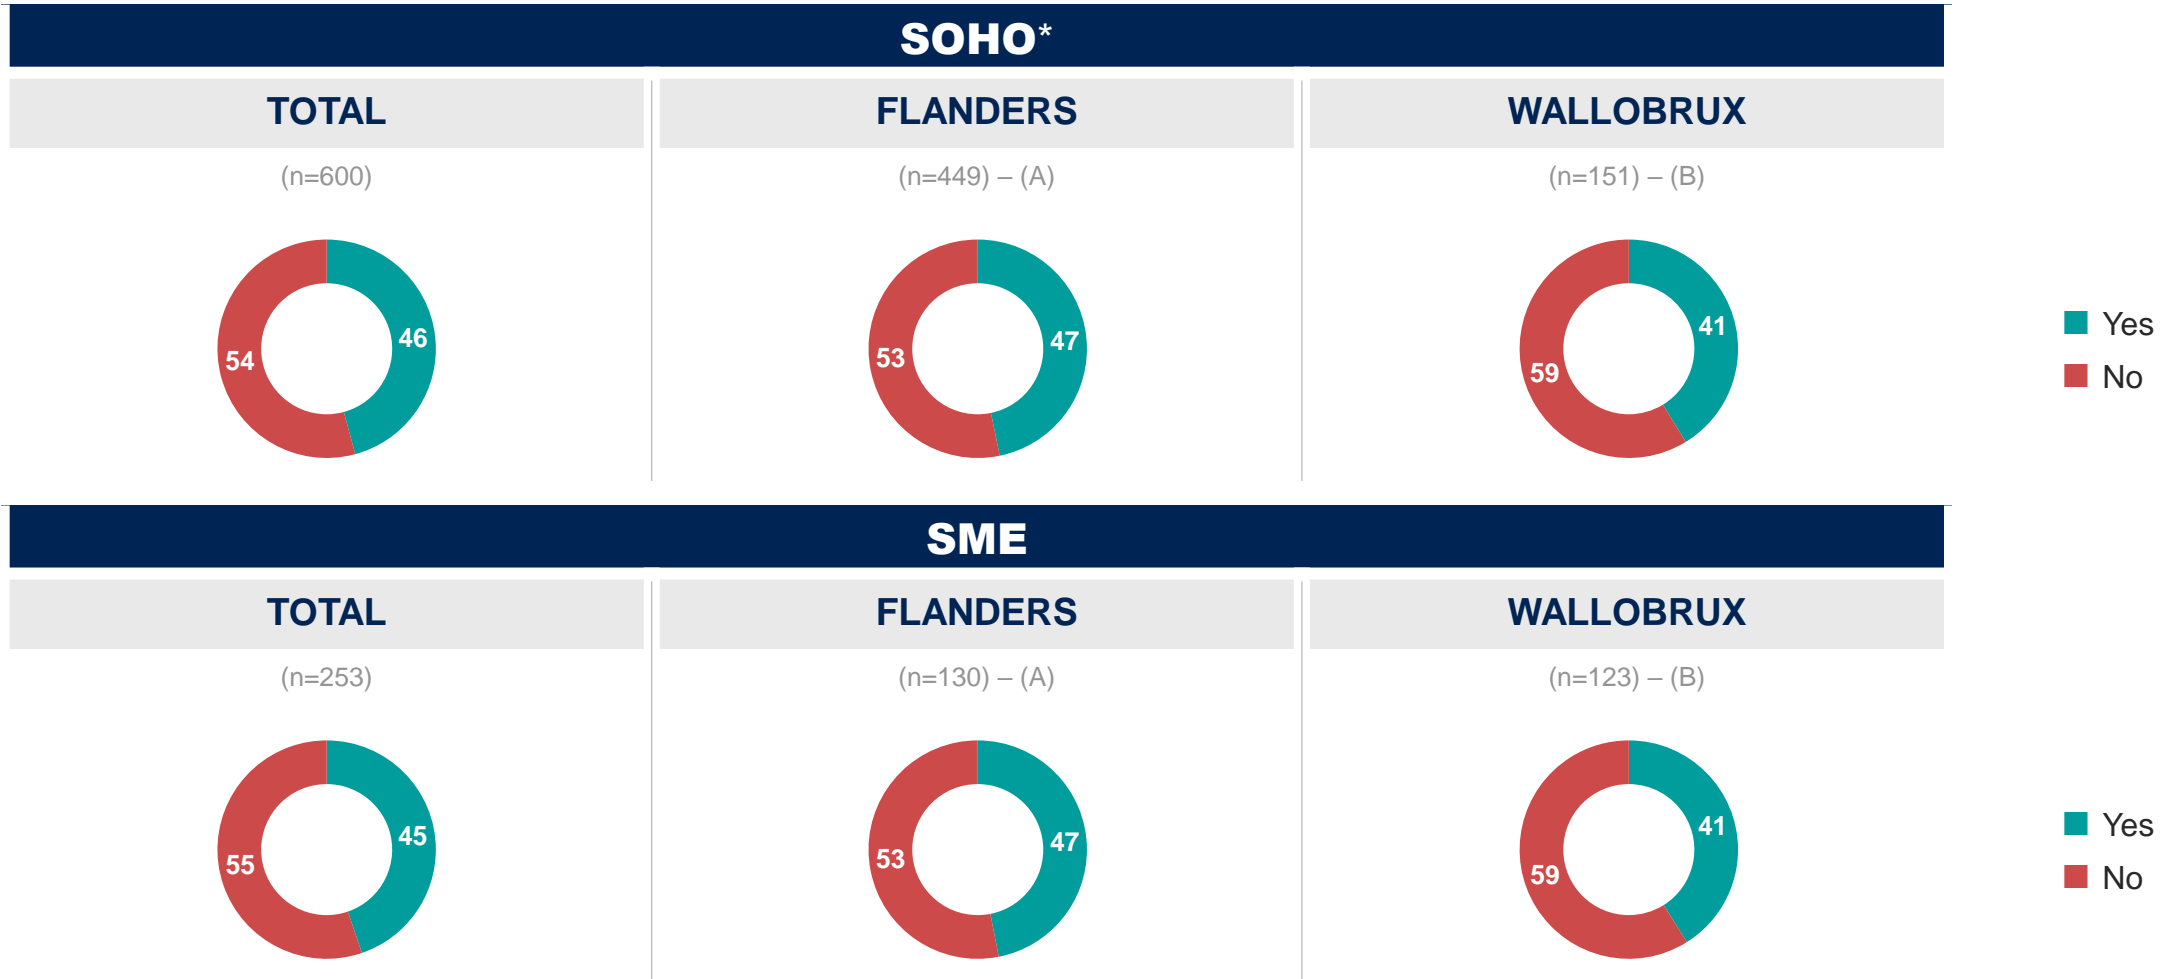 SOHO*
TOTAL
FLANDERS
WALLOBRUX
(n=600)
(n=449) – (A)
(n=151) – (B)
46
54
47
53
41
59
Yes
No
SME
TOTAL
FLANDERS
WALLOBRUX
(n=253)
(n=130) – (A)
(n=123) – (B)
45
55
47
53
41
59
Yes
No